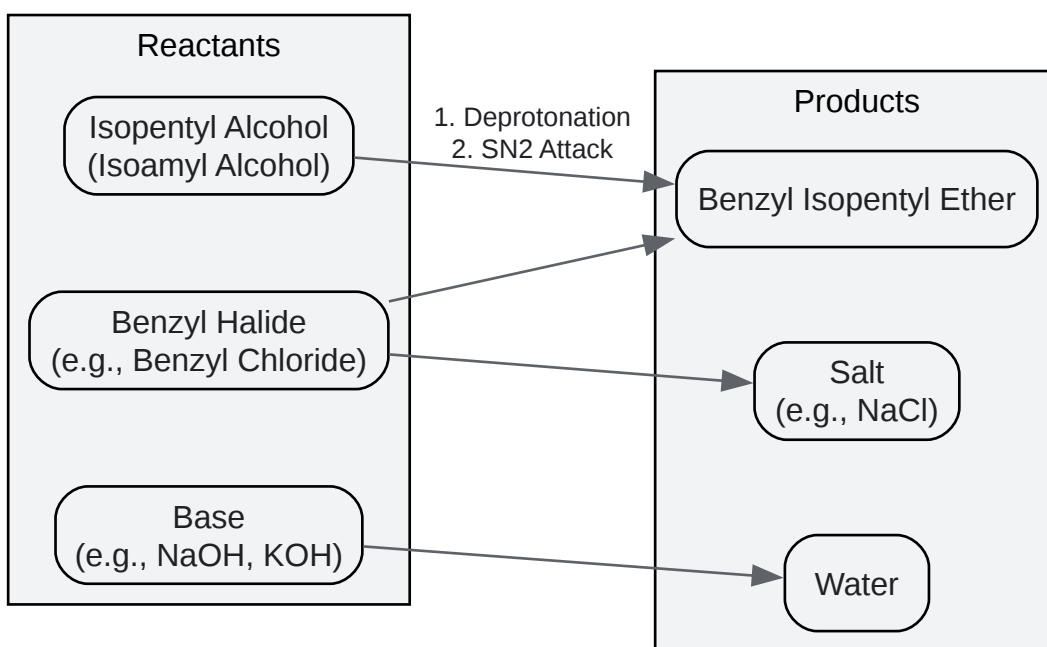 Reactants
Isopentyl Alcohol
(Isoamyl Alcohol)
Benzyl Halide
(e.g., Benzyl Chloride)
Base
(e.g., NaOH, KOH)
1. Deprotonation
2. SN2 Attack
Products
Benzyl Isopentyl Ether
Salt
(e.g., NaCl)
Water